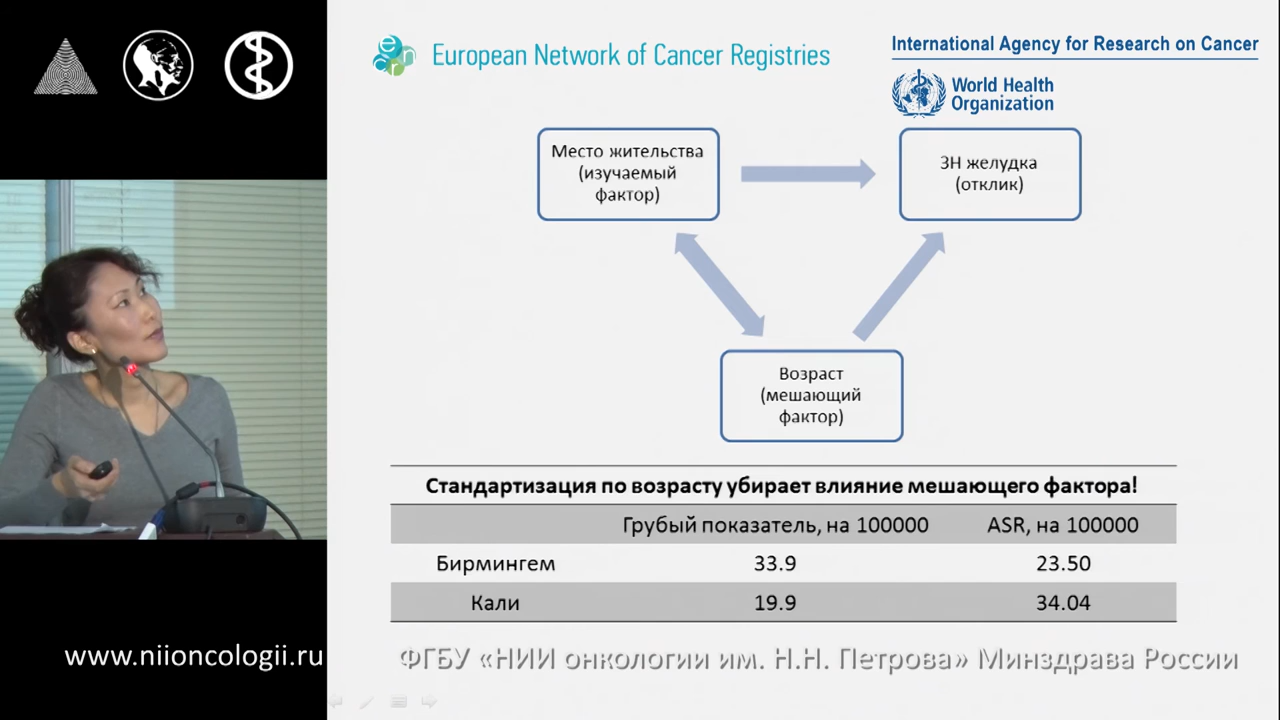 European Network of Cancer Registries
International Agency for Research on Cancer
World Health
Organization
Место жительства
(изучаемый
фактор)
ЗН желудка
(отклик)
Возраст
(мешающий
фактор)
Стандартизация по возрасту убирает влияние мешающего фактора!
Грубый показатель, на 100000 ASR, на 100000
Бирмингем 33.9 23.50
Кали 19.9 34.04
www.niioncologii.ru
ФГБУ «НИИ онкологии им. Н.Н. Петрова» Минздрава России